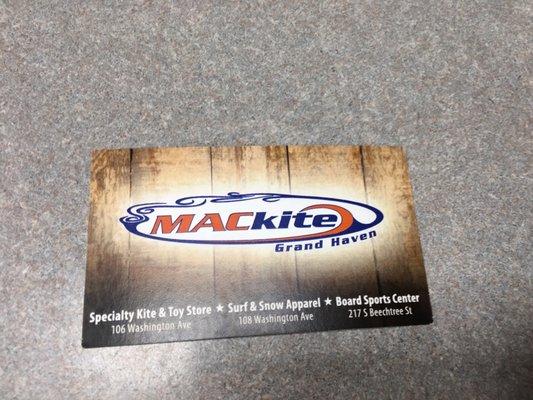 MACkite
Grand Haven
Specialty Kite & Toy Store ★ Surf & Snow Apparel ★ Board Sports Center
106 Washington Ave 108 Washington Ave 217 S Beechtree St